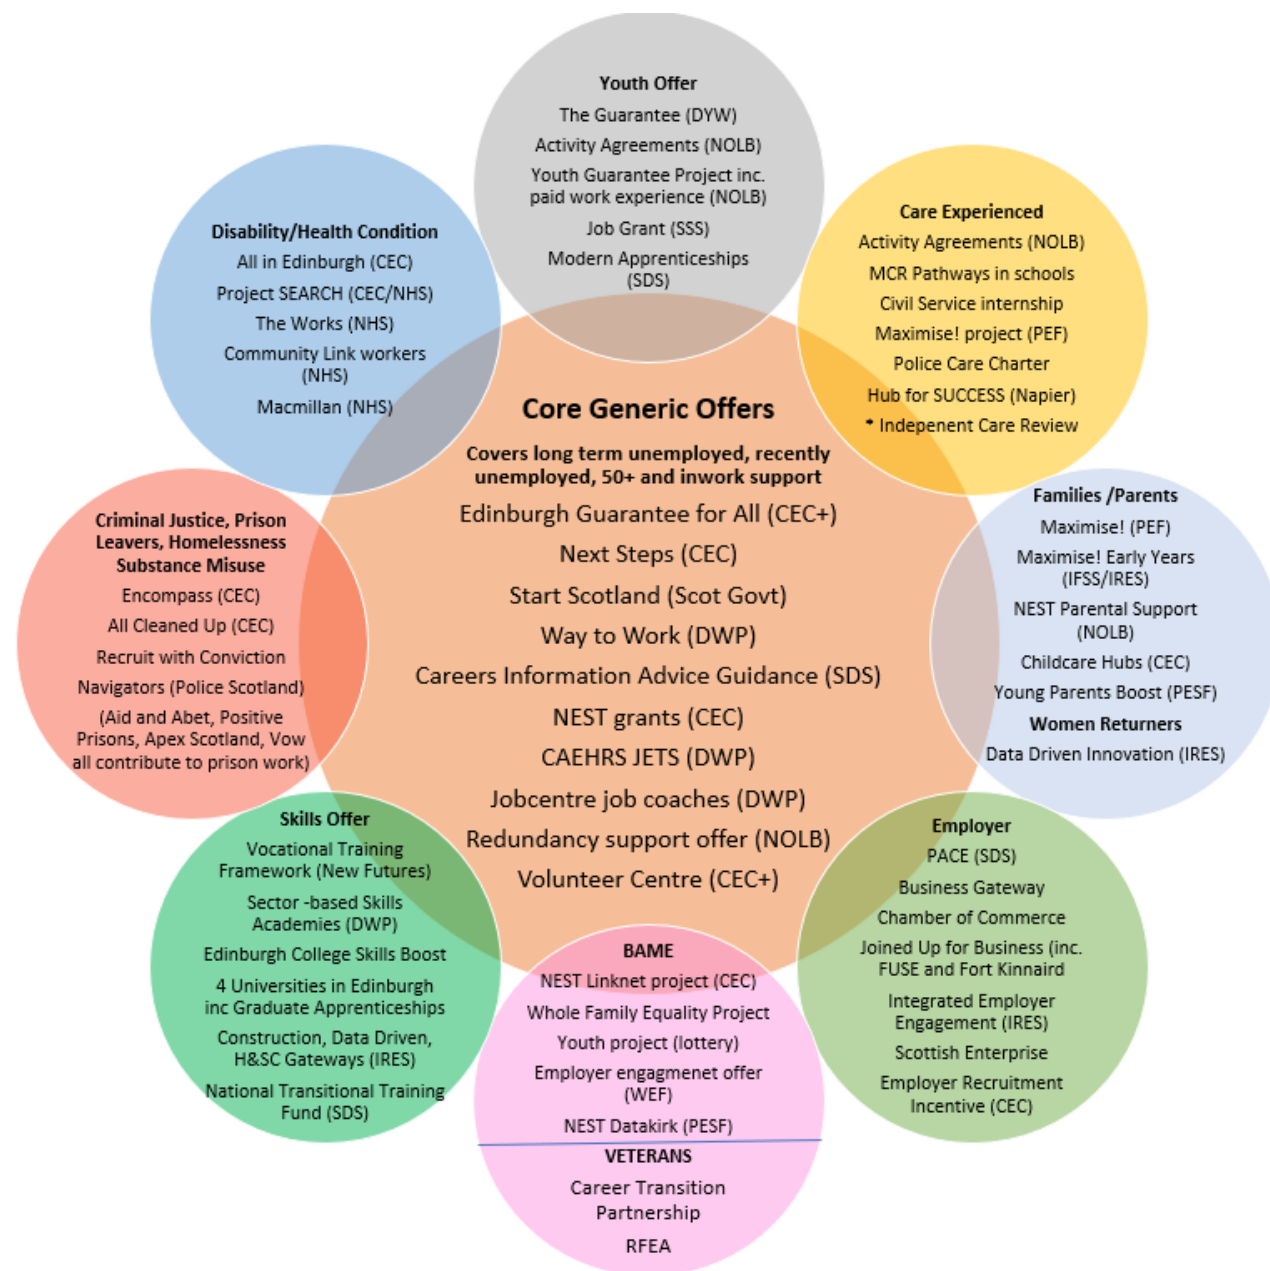 Youth Offer
The Guarantee (DYW)
Activity Agreements (NOLB)
Youth Guarantee Project inc.
paid work experience (NOLB)
Job Grant (SSS)
Modern Apprenticeships
(SDS)
Care Experienced
Activity Agreements (NOLB)
MCR Pathways in schools
Civil Service internship
Maximise! project (PEF)
Police Care Charter
Hub for SUCCESS (Napier)
* Indepenent Care Review
Families /Parents
Maximise! (PEF)
Maximise! Early Years
(IFSS/IRES)
NEST Parental Support
(NOLB)
Childcare Hubs (CEC)
Young Parents Boost (PESF)
Women Returners
Data Driven Innovation (IRES)
Employer
PACE (SDS)
Business Gateway
Chamber of Commerce
Joined Up for Business (inc.
FUSE and Fort Kinnaird
Integrated Employer
Engagement (IRES)
Scottish Enterprise
Employer Recruitment
Incentive (CEC)
BAME
NEST Linknet project (CEC)
Whole Family Equality Project
Youth project (lottery)
Employer engagmenet offer
(WEF)
NEST Datakirk (PESF)
VETERANS
Career Transition
Partnership
RFEA
Skills Offer
Vocational Training
Framework (New Futures)
Sector -based Skills
Academies (DWP)
Edinburgh College Skills Boost
4 Universities in Edinburgh
inc Graduate Apprenticeships
Construction, Data Driven,
H&SC Gateways (IRES)
National Transitional Training
Fund (SDS)
Criminal Justice, Prison
Leavers, Homelessness
Substance Misuse
Encompass (CEC)
All Cleaned Up (CEC)
Recruit with Conviction
Navigators (Police Scotland)
(Aid and Abet, Positive
Prisons, Apex Scotland, Vow
all contribute to prison work)
Disability/Health Condition
All in Edinburgh (CEC)
Project SEARCH (CEC/NHS)
The Works (NHS)
Community Link workers
(NHS)
Macmillan (NHS)
Core Generic Offers
Covers long term unemployed, recently
unemployed, 50+ and inwork support
Edinburgh Guarantee for All (CEC+)
Next Steps (CEC)
Start Scotland (Scot Govt)
Way to Work (DWP)
Careers Information Advice Guidance (SDS)
NEST grants (CEC)
CAEHRS JETS (DWP)
Jobcentre job coaches (DWP)
Redundancy support offer (NOLB)
Volunteer Centre (CEC+)